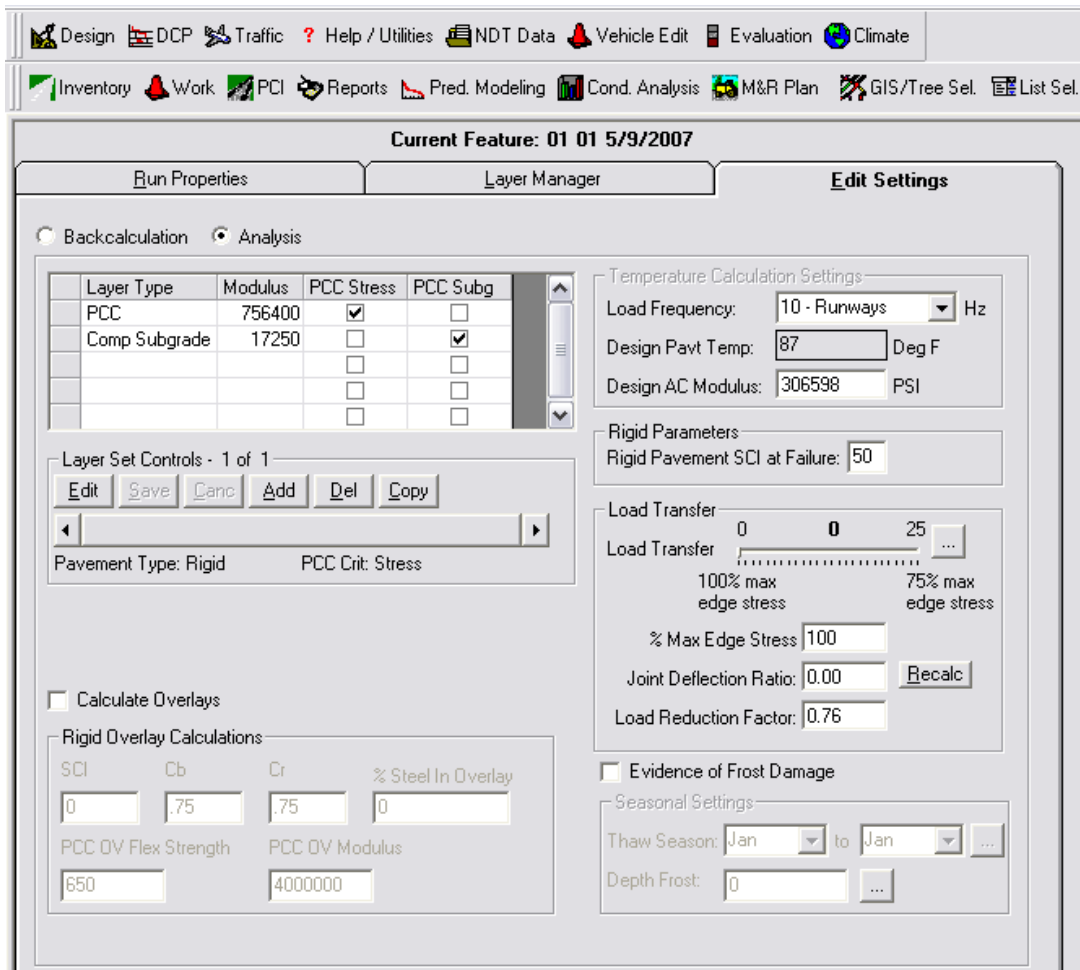 Design DCP Traffic ? Help / Utilities NDT Data Vehicle Edit Evaluation Climate
Inventory Work PCI Reports Pred. Modeling Cond. Analysis M&R Plan GIS/Tree Sel. List Sel.
Current Feature: 01 01 5/9/2007
Run Properties Layer Manager Edit Settings
Backcalculation Analysis
Layer Type Modulus PCC Stress PCC Subg
PCC 756400
Comp Subgrade 17250
Layer Set Controls - 1 of 1
Edit Save Canc Add Del Copy
Pavement Type: Rigid PCC Crit: Stress
Calculate Overlays
Rigid Overlay Calculations
SCI Cb Cr % Steel In Overlay
0 .75 .75 0
PCC OV Flex Strength PCC OV Modulus
650 4000000
Temperature Calculation Settings
Load Frequency: 10 - Runways Hz
Design Pavt Temp: 87 Deg F
Design AC Modulus: 306598 PSI
Rigid Parameters
Rigid Pavement SCI at Failure: 50
Load Transfer
0 0 25
Load Transfer ...
100% max 75% max
edge stress edge stress
% Max Edge Stress 100
Joint Deflection Ratio: 0.00 Recalc
Load Reduction Factor: 0.76
Evidence of Frost Damage
Seasonal Settings
Thaw Season: Jan to Jan ...
Depth Frost: 0 ...